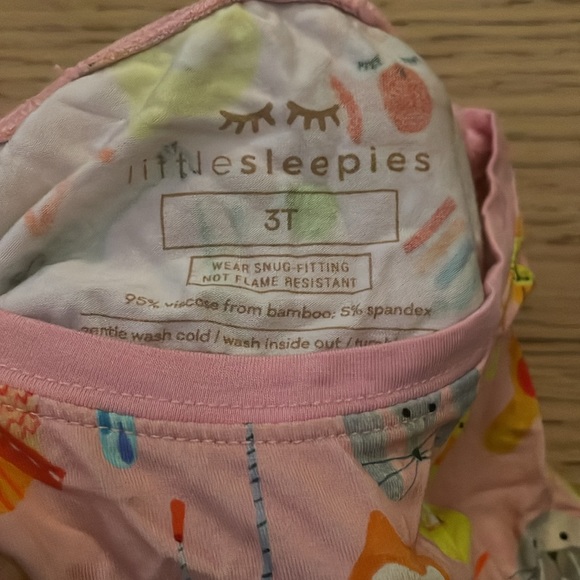 littlesleepies
3T
WEAR SNUG-FITTING
NOT FLAME RESISTANT
95% viscose from bamboo: 5% spandex
gentle wash cold / wash inside out /